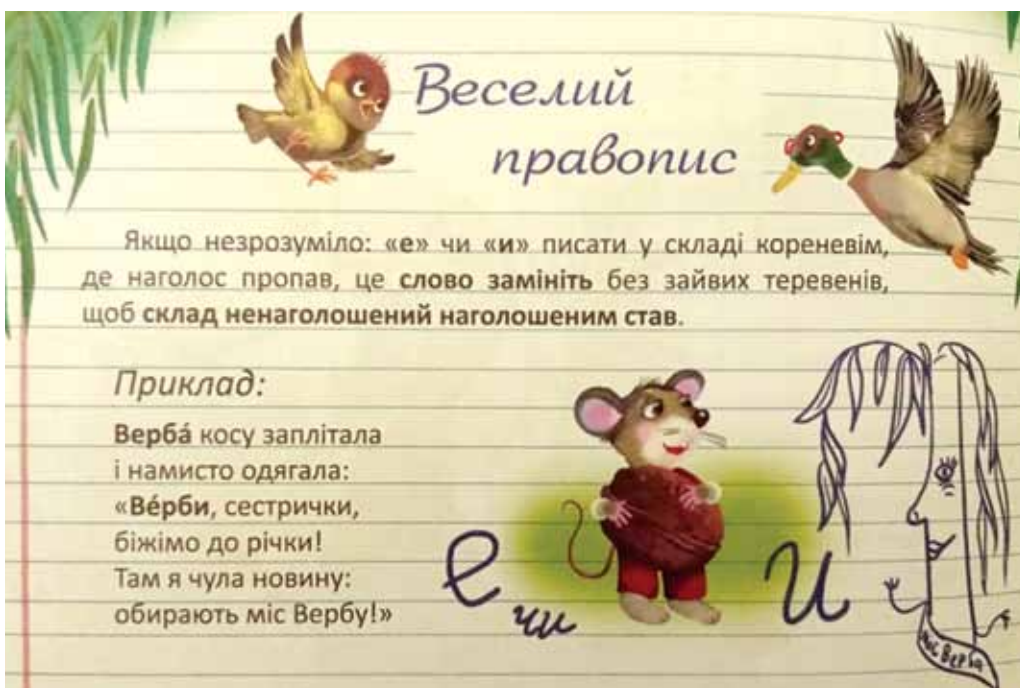 Веселий
правопис
Якщо незрозуміло: «е» чи «и» писати у складі кореневім,
де наголос пропав, це слово замініть без зайвих теревенів,
щоб склад ненаголошений наголошеним став.
Приклад:
Верба́ косу заплітала
і намисто одягала:
«Ве́рби, сестрички,
біжімо до річки!
Там я чула новину:
обирають міс Вербу!»
е чи и
міс Верба